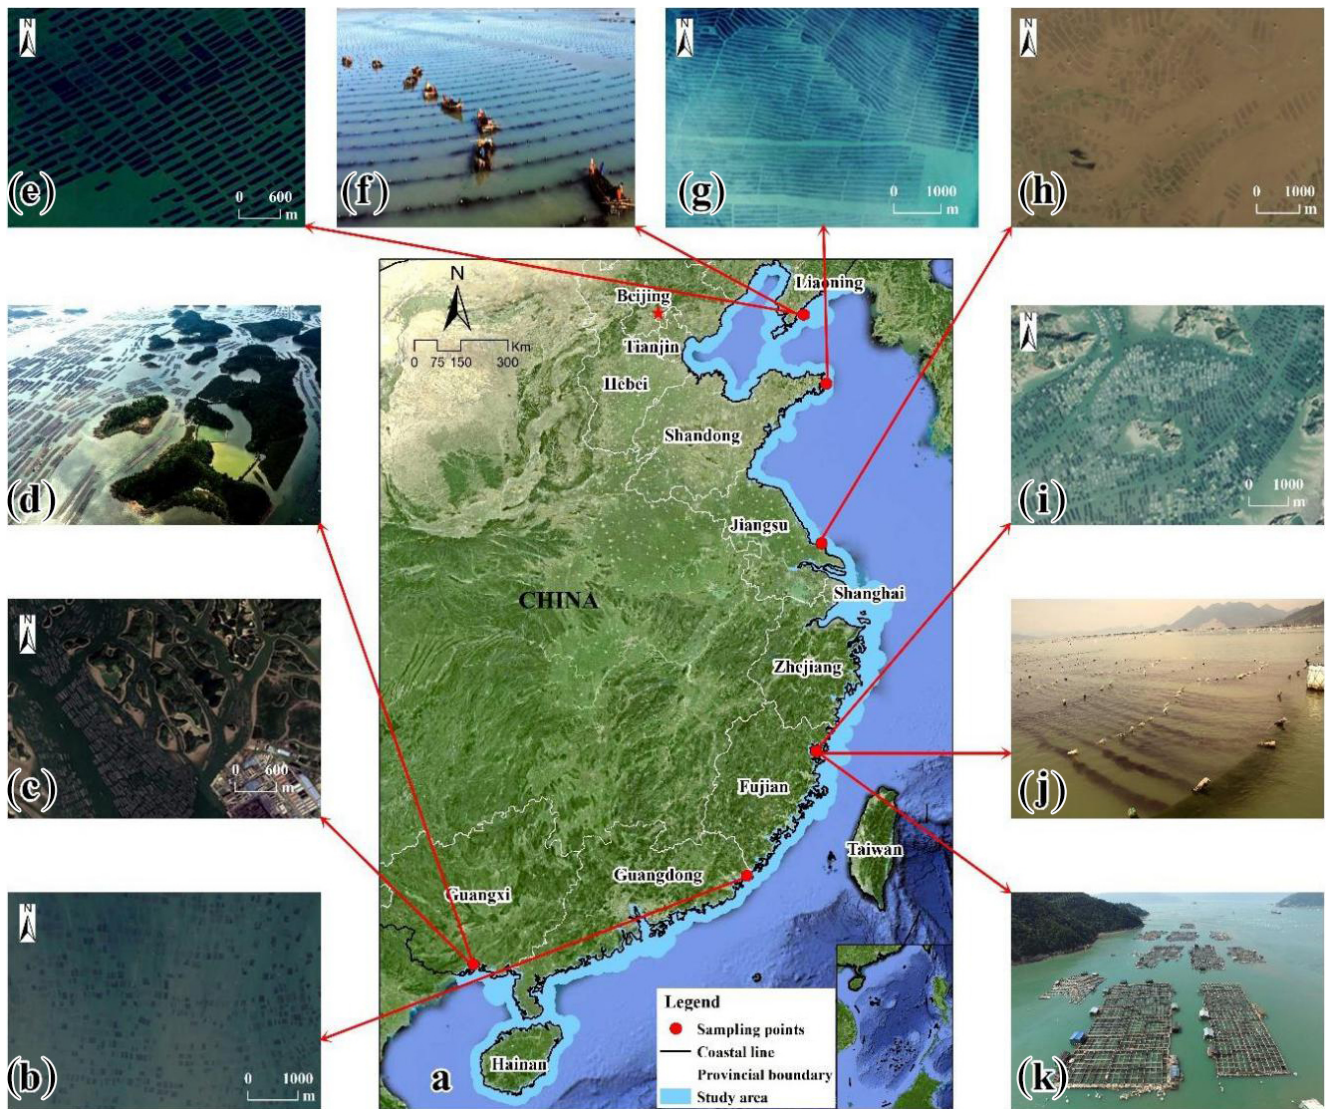 N
(e)
0 600
m
(f)
N
(g)
0 1000
m
N
(h)
0 1000
m
(d)
N
(c)
0 600
m
N
(b)
0 1000
m
N
(i)
0 1000
m
(j)
(k)
N
0 75 150 300
Km
Liaoning
Beijing
Tianjin
Hebei
Shandong
Jiangsu
CHINA
Shanghai
Zhejiang
Fujian
Taiwan
Guangdong
Guangxi
Hainan
a
Legend
Sampling points
Coastal line
Provincial boundary
Study area